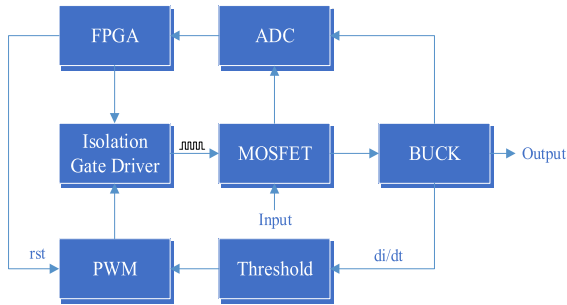 FPGA
ADC
Isolation
Gate Driver
MOSFET
BUCK
Output
Input
rst
di/dt
PWM
Threshold